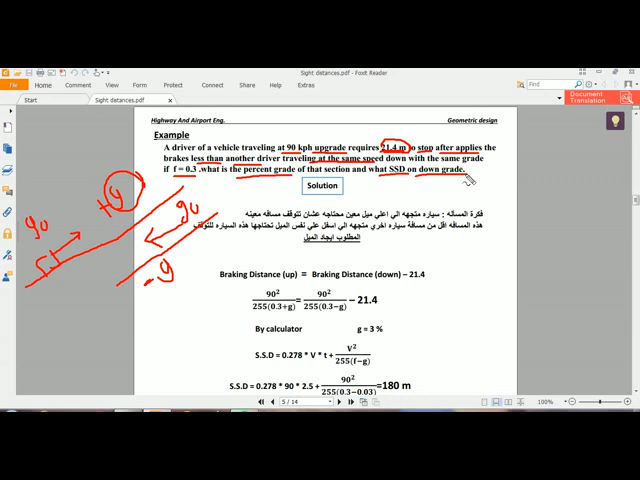 Sight distances.pdf - Foxit Reader
File Home Comment View Form Protect Share Help Extras
Find
Document Translation
Start Sight distances.pdf
Highway And Airport Eng. Geometric design
Example
A driver of a vehicle traveling at 90 kph upgrade requires 21.4 m to stop after applies the
brakes less than another driver traveling at the same speed down with the same grade
if f = 0.3 .what is the percent grade of that section and what SSD on down grade.
Solution
فكرة المسأله : سياره متجهه الي اعلي ميل معين محتاجه عشان تتوقف مسافه معينه
هذه المسافه اقل من مسافة سياره اخري متجهه الي اسفل علي نفس الميل تحتاجها هذه السياره للتوقف
المطلوب ايجاد الميل
+g
90
90
-g
Braking Distance (up) = Braking Distance (down) – 21.4
90² / 255(0.3+g) = 90² / 255(0.3−g) – 21.4
By calculator g = 3 %
S.S.D = 0.278 * V * t + V² / 255(f−g)
S.S.D = 0.278 * 90 * 2.5 + 90² / 255(0.3−0.03) =180 m
5 / 14
100%